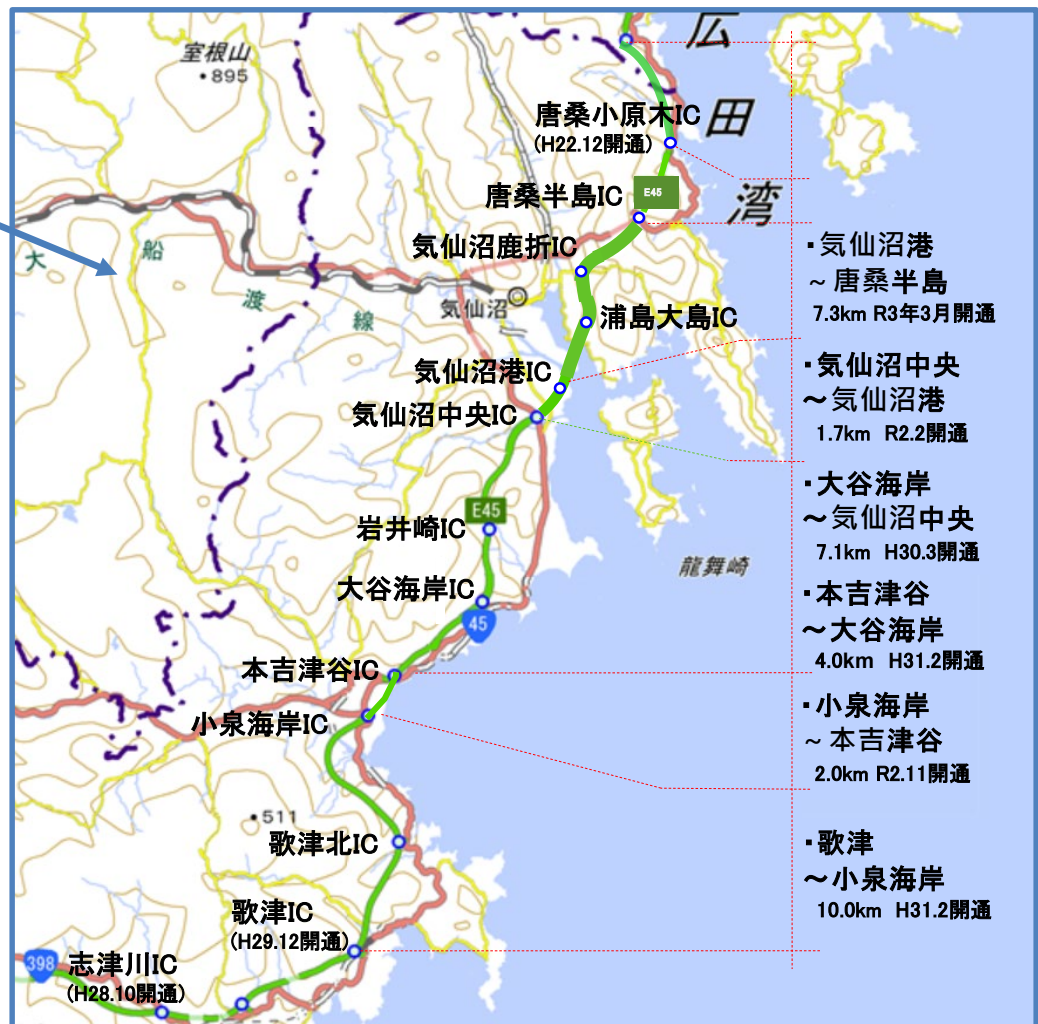 室根山
・895
広
田
湾
唐桑小原木IC
(H22.12開通)
唐桑半島IC
E45
気仙沼鹿折IC
大
船
渡
線
気仙沼
浦島大島IC
気仙沼港IC
気仙沼中央IC
E45
岩井崎IC
龍舞崎
大谷海岸IC
45
本吉津谷IC
小泉海岸IC
・511
歌津北IC
歌津IC
(H29.12開通)
398
志津川IC
(H28.10開通)
・気仙沼港
~唐桑半島
7.3km R3年3月開通
・気仙沼中央
～気仙沼港
1.7km R2.2開通
・大谷海岸
～気仙沼中央
7.1km H30.3開通
・本吉津谷
～大谷海岸
4.0km H31.2開通
・小泉海岸
~本吉津谷
2.0km R2.11開通
・歌津
～小泉海岸
10.0km H31.2開通